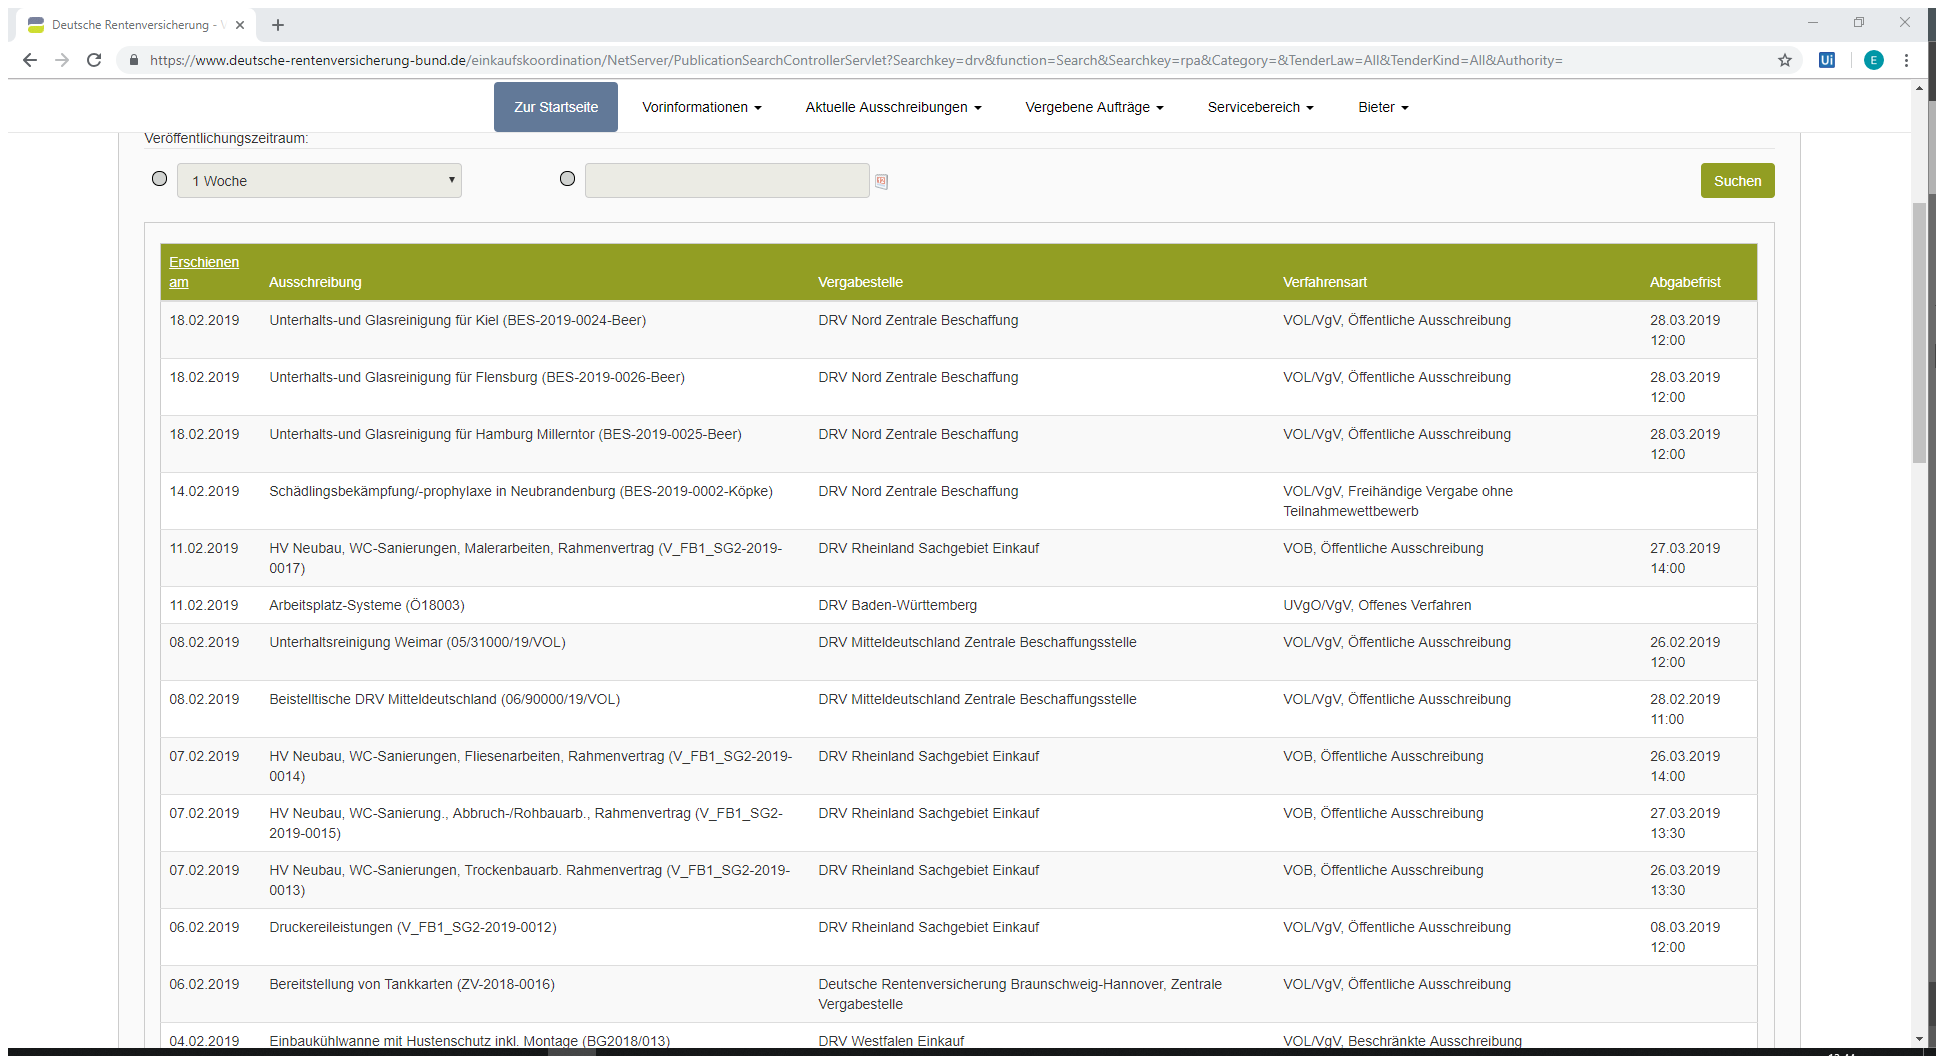 Deutsche Rentenversicherung -
https://www.deutsche-rentenversicherung-bund.de/einkaufskoordination/NetServer/PublicationSearchControllerServlet?Searchkey=drv&function=Search&Searchkey=rpa&Category=&TenderLaw=All&TenderKind=All&Authority=
Ui
E
Zur Startseite Vorinformationen Aktuelle Ausschreibungen Vergebene Aufträge Servicebereich Bieter
Veröffentlichungszeitraum:
1 Woche Suchen
Erschienen
am Ausschreibung Vergabestelle Verfahrensart Abgabefrist
18.02.2019 Unterhalts-und Glasreinigung für Kiel (BES-2019-0024-Beer) DRV Nord Zentrale Beschaffung VOL/VgV, Öffentliche Ausschreibung 28.03.2019
12:00
18.02.2019 Unterhalts-und Glasreinigung für Flensburg (BES-2019-0026-Beer) DRV Nord Zentrale Beschaffung VOL/VgV, Öffentliche Ausschreibung 28.03.2019
12:00
18.02.2019 Unterhalts-und Glasreinigung für Hamburg Millerntor (BES-2019-0025-Beer) DRV Nord Zentrale Beschaffung VOL/VgV, Öffentliche Ausschreibung 28.03.2019
12:00
14.02.2019 Schädlingsbekämpfung/-prophylaxe in Neubrandenburg (BES-2019-0002-Köpke) DRV Nord Zentrale Beschaffung VOL/VgV, Freihändige Vergabe ohne
Teilnahmewettbewerb
11.02.2019 HV Neubau, WC-Sanierungen, Malerarbeiten, Rahmenvertrag (V_FB1_SG2-2019- DRV Rheinland Sachgebiet Einkauf VOB, Öffentliche Ausschreibung 27.03.2019
0017) 14:00
11.02.2019 Arbeitsplatz-Systeme (Ö18003) DRV Baden-Württemberg UVgO/VgV, Offenes Verfahren
08.02.2019 Unterhaltsreinigung Weimar (05/31000/19/VOL) DRV Mitteldeutschland Zentrale Beschaffungsstelle VOL/VgV, Öffentliche Ausschreibung 26.02.2019
12:00
08.02.2019 Beistelltische DRV Mitteldeutschland (06/90000/19/VOL) DRV Mitteldeutschland Zentrale Beschaffungsstelle VOL/VgV, Öffentliche Ausschreibung 28.02.2019
11:00
07.02.2019 HV Neubau, WC-Sanierungen, Fliesenarbeiten, Rahmenvertrag (V_FB1_SG2-2019- DRV Rheinland Sachgebiet Einkauf VOB, Öffentliche Ausschreibung 26.03.2019
0014) 14:00
07.02.2019 HV Neubau, WC-Sanierung., Abbruch-/Rohbauarb., Rahmenvertrag (V_FB1_SG2- DRV Rheinland Sachgebiet Einkauf VOB, Öffentliche Ausschreibung 27.03.2019
2019-0015) 13:30
07.02.2019 HV Neubau, WC-Sanierungen, Trockenbauarb. Rahmenvertrag (V_FB1_SG2-2019- DRV Rheinland Sachgebiet Einkauf VOB, Öffentliche Ausschreibung 26.03.2019
0013) 13:30
06.02.2019 Druckereileistungen (V_FB1_SG2-2019-0012) DRV Rheinland Sachgebiet Einkauf VOL/VgV, Öffentliche Ausschreibung 08.03.2019
12:00
06.02.2019 Bereitstellung von Tankkarten (ZV-2018-0016) Deutsche Rentenversicherung Braunschweig-Hannover, Zentrale VOL/VgV, Öffentliche Ausschreibung
Vergabestelle
04.02.2019 Einbaukühlwanne mit Hustenschutz inkl. Montage (BG2018/013) DRV Westfalen Einkauf VOL/VgV, Beschränkte Ausschreibung